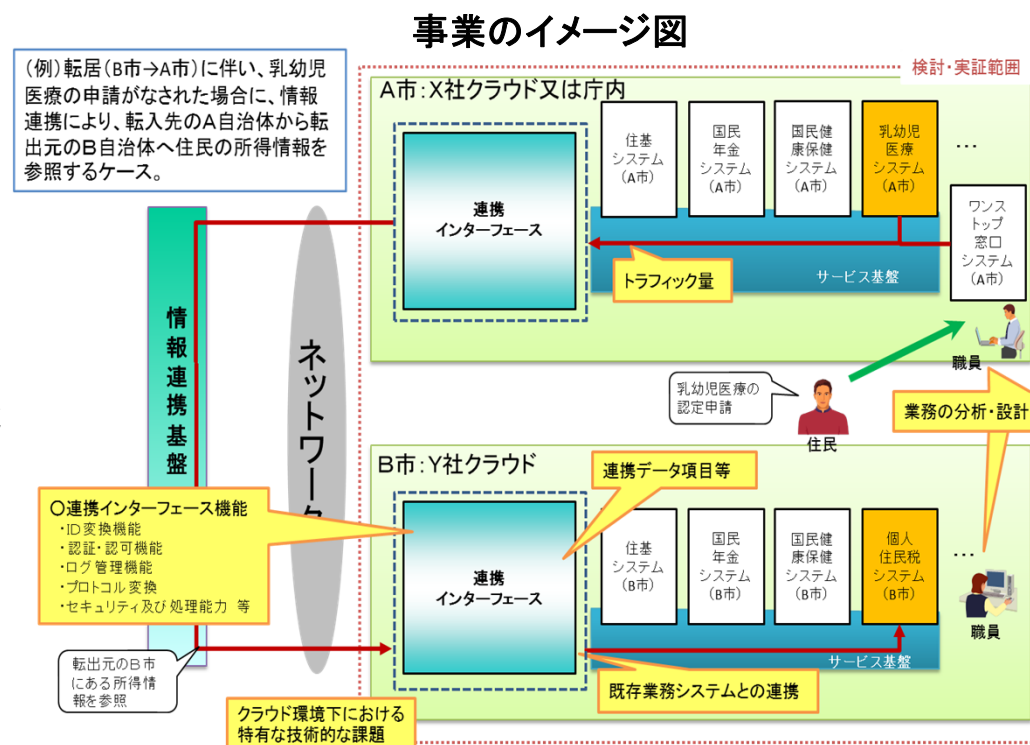 事業のイメージ図
(例)転居(B市→A市)に伴い、乳幼児
医療の申請がなされた場合に、情報
連携により、転入先のA自治体から転
出元のB自治体へ住民の所得情報を
参照するケース。
検討・実証範囲
A市:X社クラウド又は庁内
連携
インターフェース
住基
システム
(A市)
国民
年金
システム
(A市)
国民健
康保健
システム
(A市)
乳幼児
医療
システム
(A市)
…
ワンス
トップ
窓口
システム
(A市)
トラフィック量
サービス基盤
職員
情報連携基盤
ネットワーク
乳幼児医療の
認定申請
住民
業務の分析・設計
B市:Y社クラウド
連携データ項目等
連携
インターフェース
住基
システム
(B市)
国民
年金
システム
(B市)
国民健
康保健
システム
(B市)
個人
住民税
システム
(B市)
…
職員
サービス基盤
〇連携インターフェース機能
・ID変換機能
・認証・認可機能
・ログ管理機能
・プロトコル変換
・セキュリティ及び処理能力 等
転出元のB市
にある所得情
報を参照
既存業務システムとの連携
クラウド環境下における
特有な技術的な課題